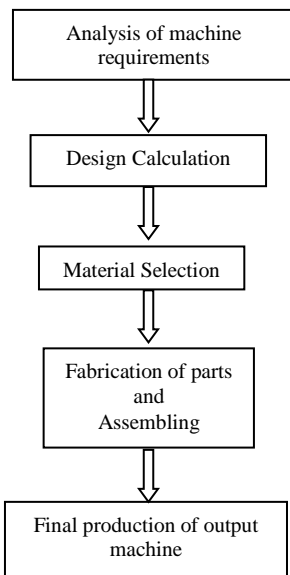 Analysis of machine
requirements
Design Calculation
Material Selection
Fabrication of parts
and
Assembling
Final production of output
machine